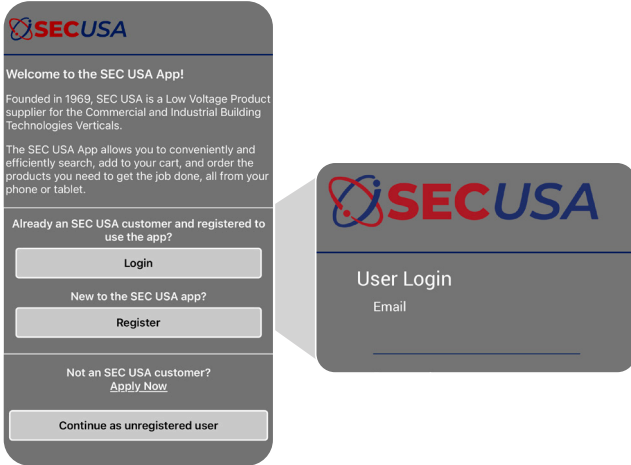 SECUSA
Welcome to the SEC USA App!
Founded in 1969, SEC USA is a Low Voltage Product
supplier for the Commercial and Industrial Building
Technologies Verticals.
The SEC USA App allows you to conveniently and
efficiently search, add to your cart, and order the
products you need to get the job done, all from your
phone or tablet.
Already an SEC USA customer and registered to
use the app?
Login
New to the SEC USA app?
Register
Not an SEC USA customer?
Apply Now
Continue as unregistered user
SECUSA
User Login
Email